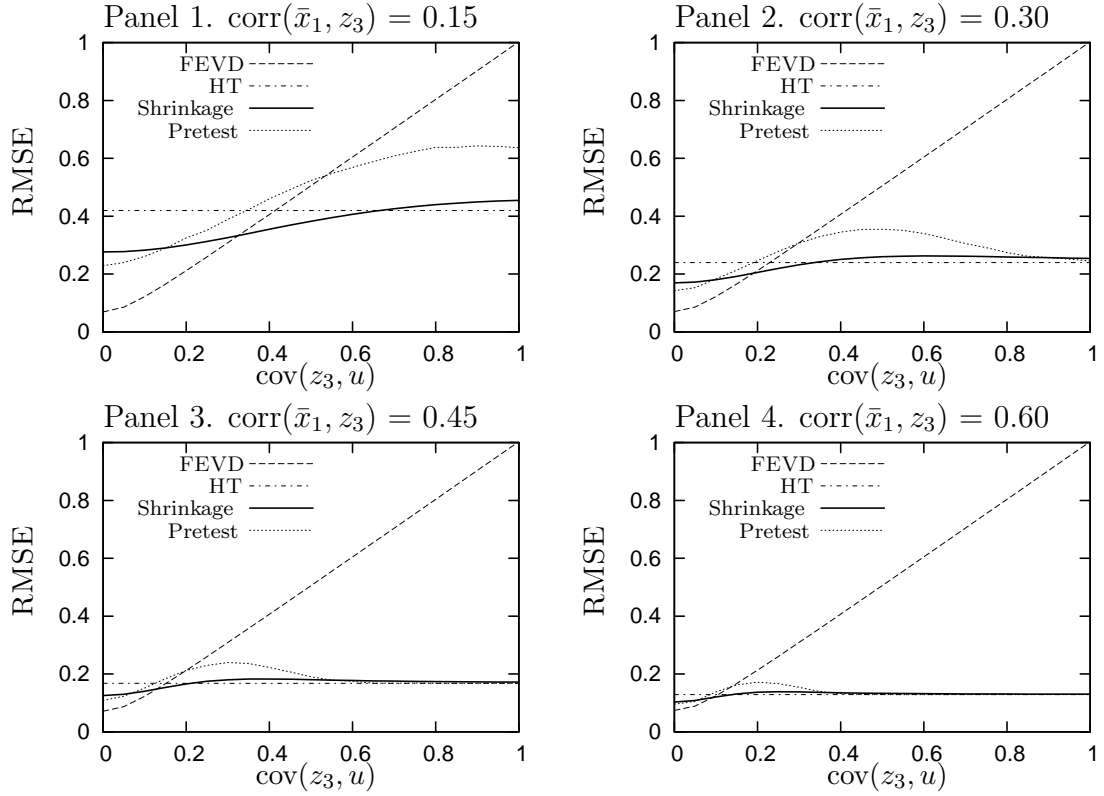 Panel 1. corr(x̄₁, z₃) = 0.15
RMSE
1
0.8
0.6
0.4
0.2
0
FEVD
HT
Shrinkage
Pretest
0 0.2 0.4 0.6 0.8 1
cov(z₃, u)
Panel 2. corr(x̄₁, z₃) = 0.30
RMSE
1
0.8
0.6
0.4
0.2
0
FEVD
HT
Shrinkage
Pretest
0 0.2 0.4 0.6 0.8 1
cov(z₃, u)
Panel 3. corr(x̄₁, z₃) = 0.45
RMSE
1
0.8
0.6
0.4
0.2
0
FEVD
HT
Shrinkage
Pretest
0 0.2 0.4 0.6 0.8 1
cov(z₃, u)
Panel 4. corr(x̄₁, z₃) = 0.60
RMSE
1
0.8
0.6
0.4
0.2
0
FEVD
HT
Shrinkage
Pretest
0 0.2 0.4 0.6 0.8 1
cov(z₃, u)